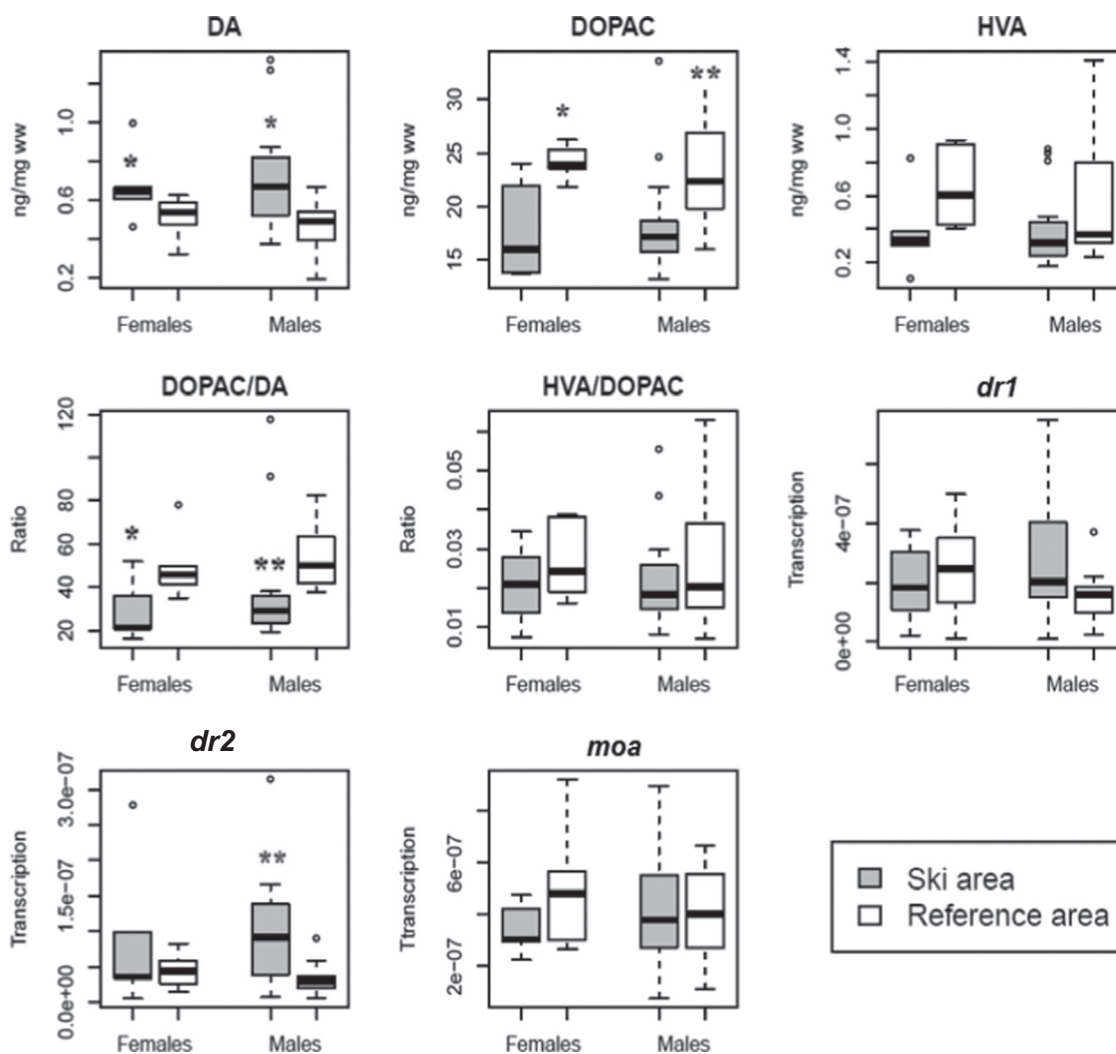 DA
ng/mg ww
1.0
0.6
0.2
*
*
Females Males
DOPAC
ng/mg ww
30
25
20
15
*
**
Females Males
HVA
ng/mg ww
1.4
1.0
0.6
0.2
Females Males
DOPAC/DA
Ratio
120
80
60
40
20
*
**
Females Males
HVA/DOPAC
Ratio
0.05
0.03
0.01
Females Males
dr1
Transcription
4e−07
0e+00
Females Males
dr2
Transcription
3.0e−07
1.5e−07
0.0e+00
**
Females Males
moa
Ttranscription
6e−07
2e−07
Females Males
Ski area
Reference area